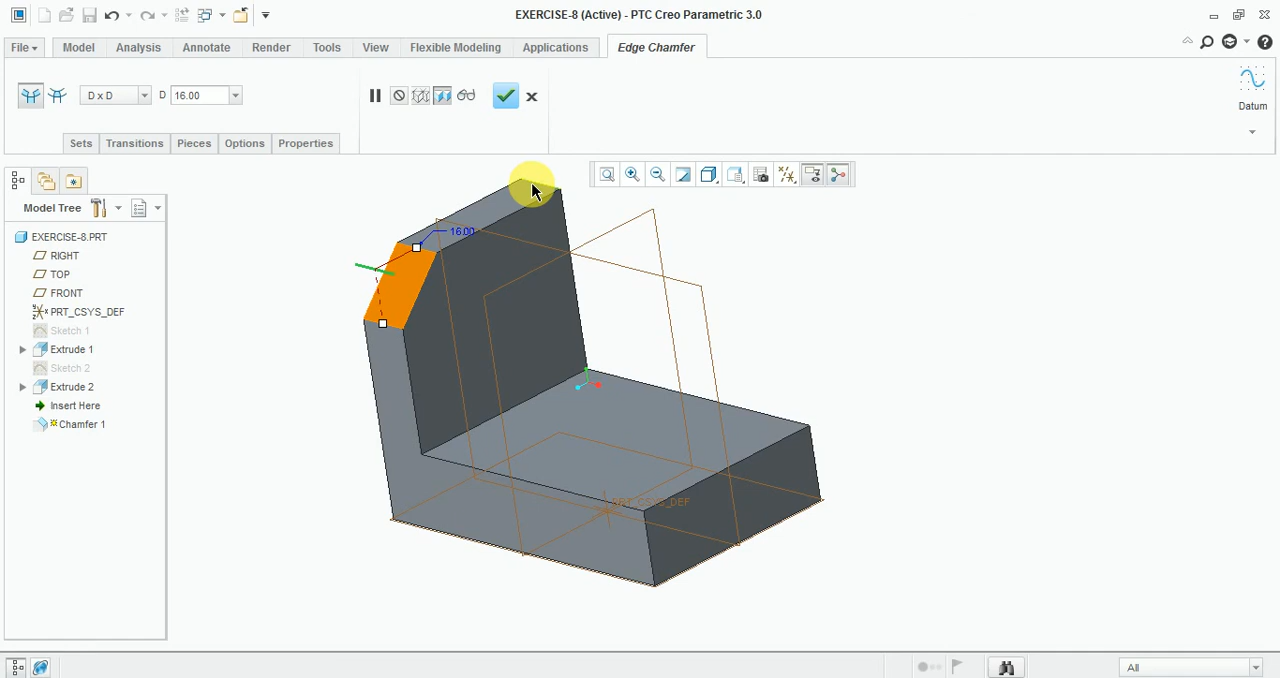 EXERCISE-8 (Active) - PTC Creo Parametric 3.0
File Model Analysis Annotate Render Tools View Flexible Modeling Applications Edge Chamfer
D x D D 16.00
Datum
Sets Transitions Pieces Options Properties
Model Tree
EXERCISE-8.PRT
RIGHT
TOP
FRONT
PRT_CSYS_DEF
Sketch 1
Extrude 1
Sketch 2
Extrude 2
Insert Here
Chamfer 1
16.00
PRT_CSYS_DEF
All